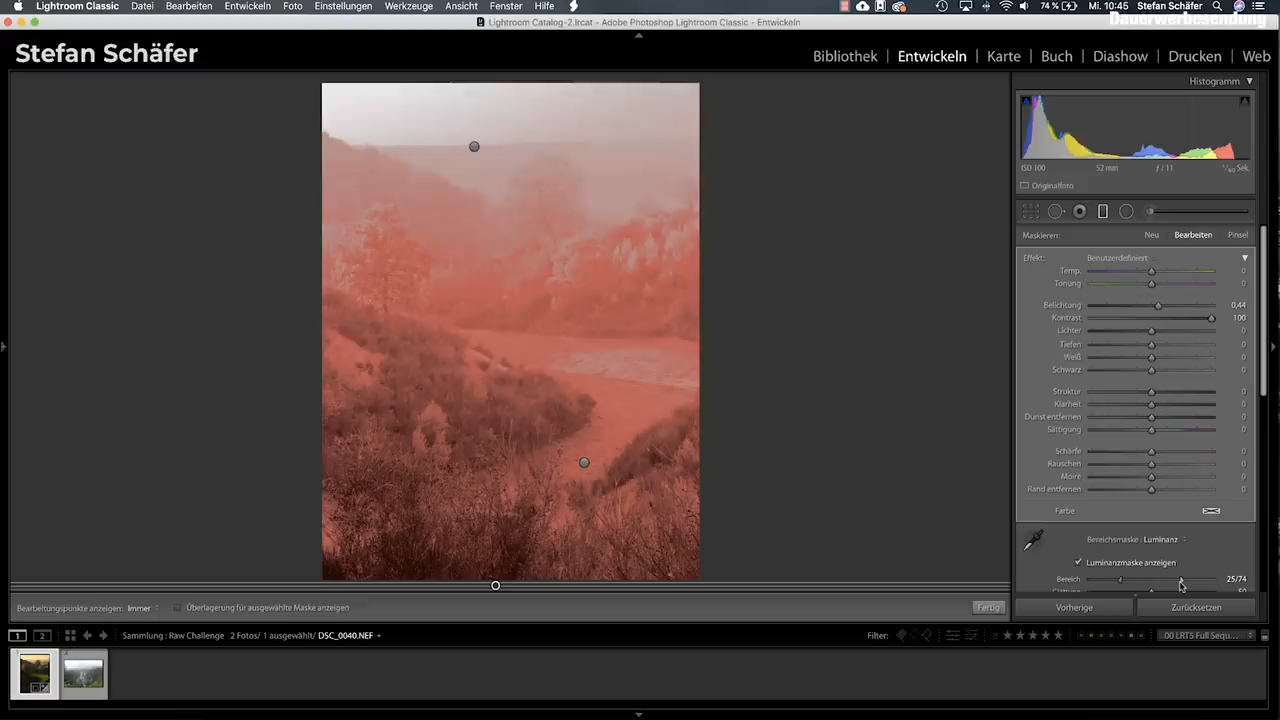 Lightroom Classic Datei Bearbeiten Entwickeln Foto Einstellungen Werkzeuge Ansicht Fenster Hilfe 74 % Mi. 10:45 Stefan Schäfer
Dauerwerbesendung
Lightroom Catalog-2.lrcat - Adobe Photoshop Lightroom Classic - Entwickeln
Stefan Schäfer
Bibliothek | Entwickeln | Karte | Buch | Diashow | Drucken | Web
Histogramm
ISO 100 52 mm ƒ / 11 1/60 Sek.
Originalfoto
Maskieren: Neu Bearbeiten Pinsel
Effekt: Benutzerdefiniert
Temp. 0
Tonung 0
Belichtung 0,44
Kontrast 100
Lichter 0
Tiefen 0
Weiß 0
Schwarz 0
Struktur 0
Klarheit 0
Dunst entfernen 0
Sättigung 0
Schärfe 0
Rauschen 0
Moire 0
Rand entfernen 0
Farbe
Bereichsmaske : Luminanz
Luminanzmaske anzeigen
Bereich 25/74
Bearbeitungspunkte anzeigen: Immer Überlagerung für ausgewählte Maske anzeigen Fertig
Vorherige Zurücksetzen
1 2 Sammlung : Raw Challenge 2 Fotos/ 1 ausgewählt/ DSC_0040.NEF Filter: 00 LRT5 Full Sequ...